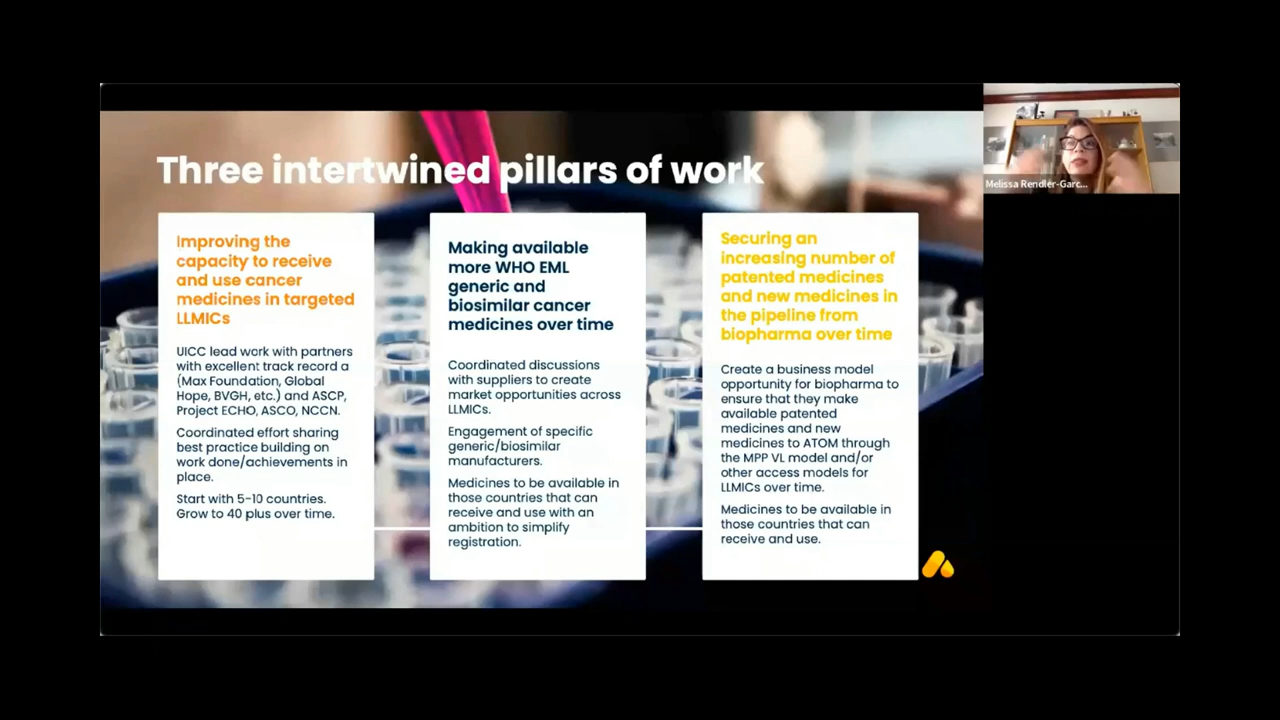 Three intertwined pillars of work
Improving the
capacity to receive
and use cancer
medicines in targeted
LLMICs
UICC lead work with partners
with excellent track record a
(Max Foundation, Global
Hope, BVGH, etc.) and ASCP,
Project ECHO, ASCO, NCCN.
Coordinated effort sharing
best practice building on
work done/achievements in
place.
Start with 5-10 countries.
Grow to 40 plus over time.
Making available
more WHO EML
generic and
biosimilar cancer
medicines over time
Coordinated discussions
with suppliers to create
market opportunities across
LLMICs.
Engagement of specific
generic/biosimilar
manufacturers.
Medicines to be available in
those countries that can
receive and use with an
ambition to simplify
registration.
Securing an
increasing number of
patented medicines
and new medicines in
the pipeline from
biopharma over time
Create a business model
opportunity for biopharma to
ensure that they make
available patented
medicines and new
medicines to ATOM through
the MPP VL model and/or
other access models for
LLMICs over time.
Medicines to be available in
those countries that can
receive and use.
Melissa Rendler-Garc...